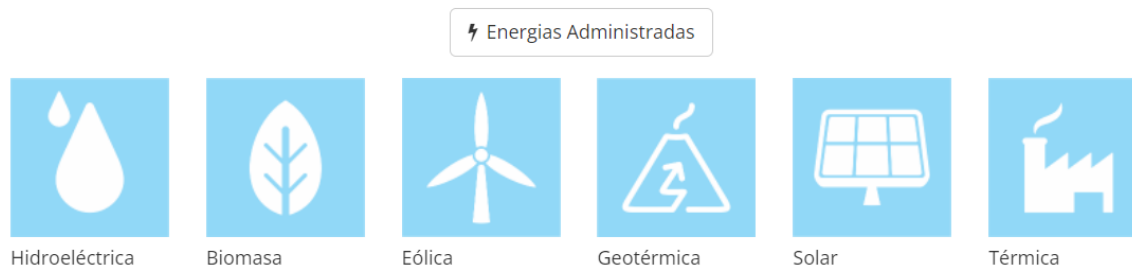 Energias Administradas
Hidroeléctrica
Biomasa
Eólica
Geotérmica
Solar
Térmica